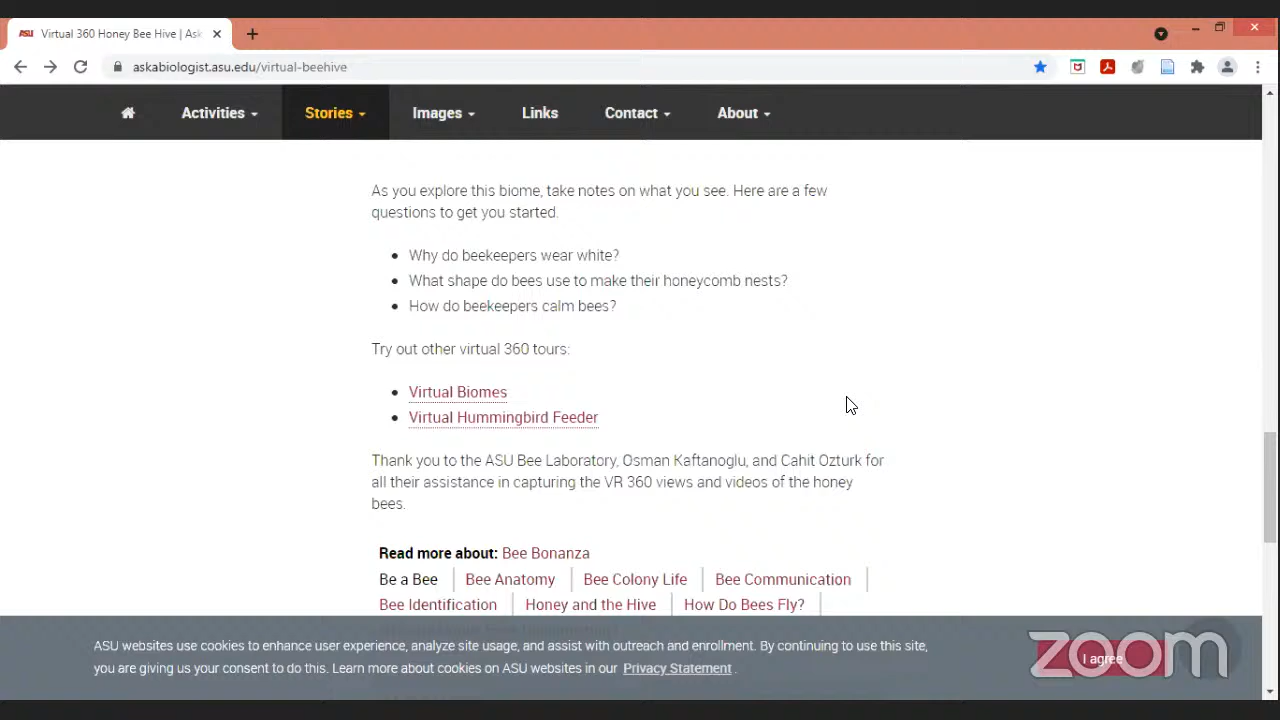 ASU Virtual 360 Honey Bee Hive | Ask
askabiologist.asu.edu/virtual-beehive
Activities Stories Images Links Contact About
As you explore this biome, take notes on what you see. Here are a few
questions to get you started.
Why do beekeepers wear white?
What shape do bees use to make their honeycomb nests?
How do beekeepers calm bees?
Try out other virtual 360 tours:
Virtual Biomes
Virtual Hummingbird Feeder
Thank you to the ASU Bee Laboratory, Osman Kaftanoglu, and Cahit Ozturk for
all their assistance in capturing the VR 360 views and videos of the honey
bees.
Read more about: Bee Bonanza
Be a Bee Bee Anatomy Bee Colony Life Bee Communication
Bee Identification Honey and the Hive How Do Bees Fly?
ASU websites use cookies to enhance user experience, analyze site usage, and assist with outreach and enrollment. By continuing to use this site,
you are giving us your consent to do this. Learn more about cookies on ASU websites in our Privacy Statement .
I agree
zoom